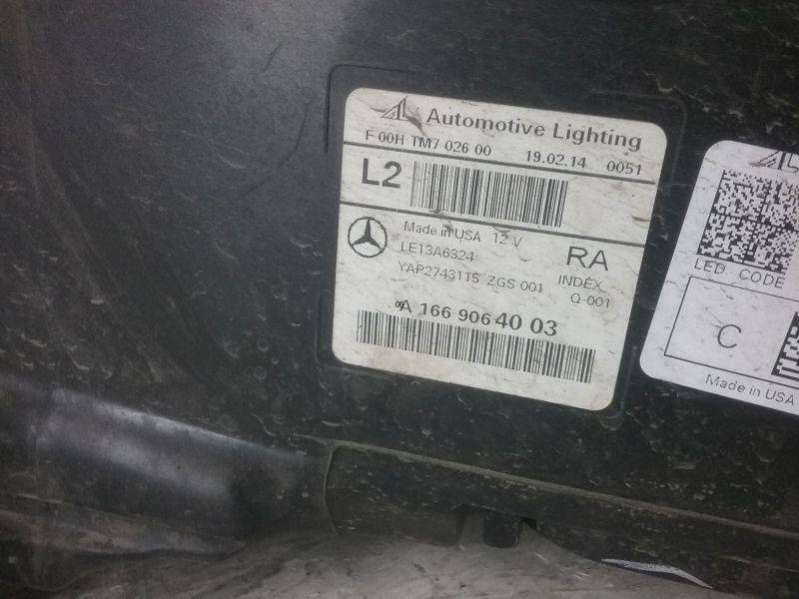 Automotive Lighting
F 00H TM7 026 00 19.02.14 0051
L2
Made in USA 12 V
LE13A6324
RA
YAP27431TS ZGS 001
INDEX
Q-001
A 166 906 40 03
LED CODE
C
Made in USA